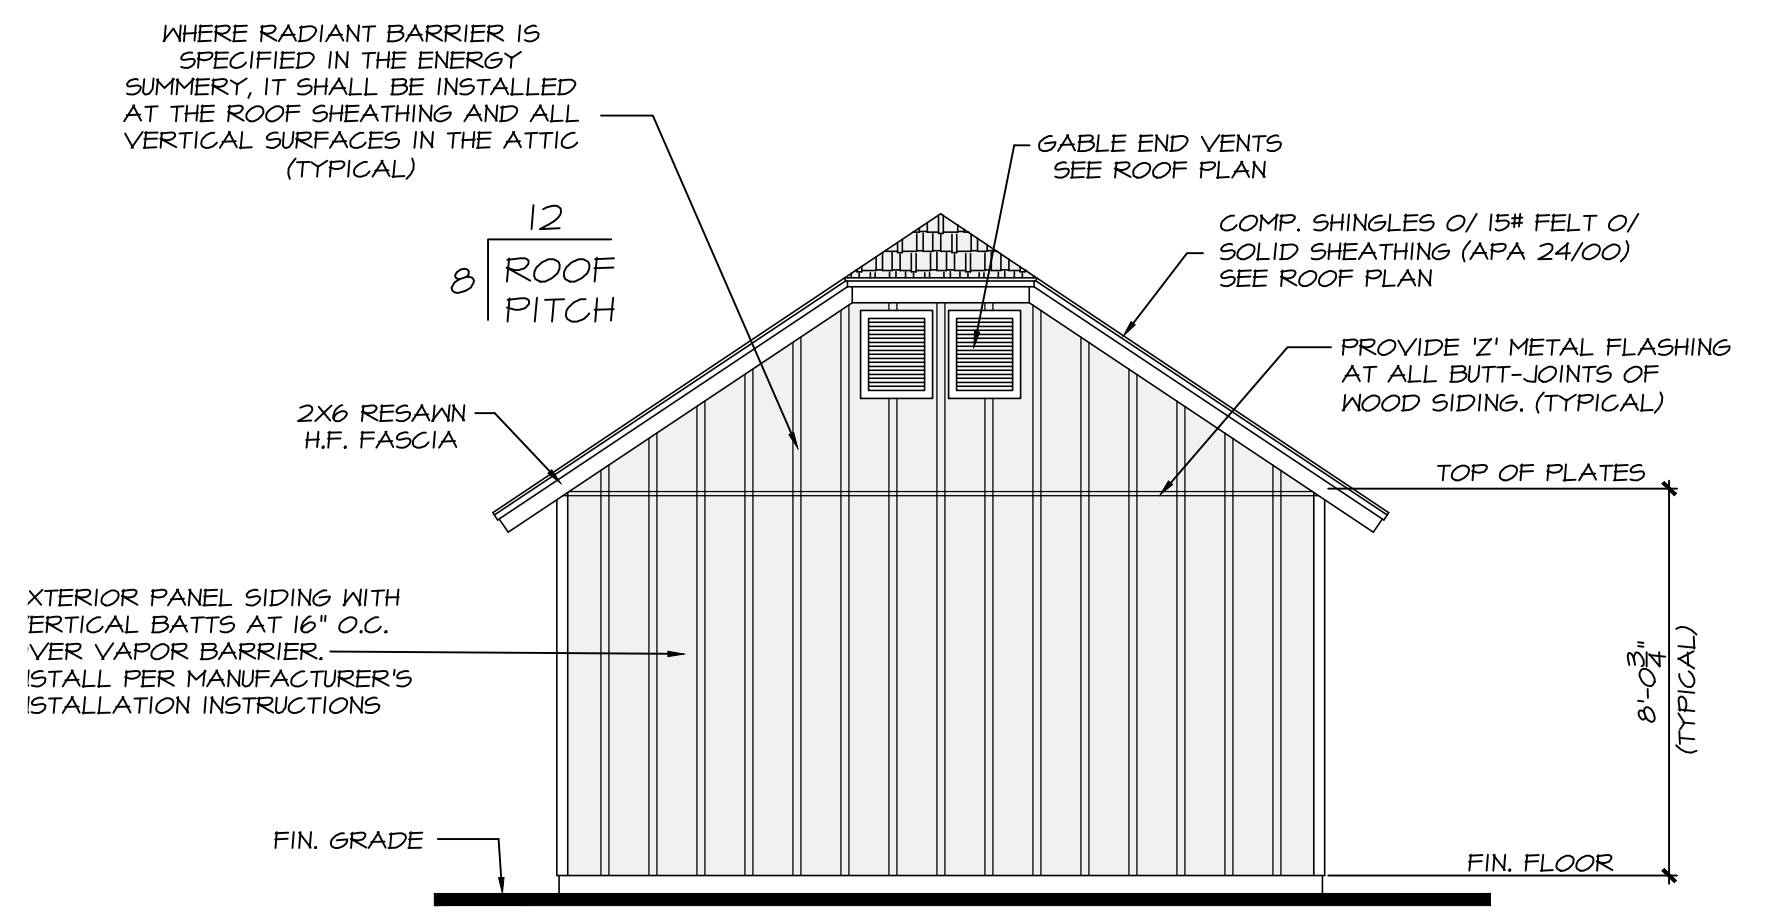 WHERE RADIANT BARRIER IS
SPECIFIED IN THE ENERGY
SUMMERY, IT SHALL BE INSTALLED
AT THE ROOF SHEATHING AND ALL
VERTICAL SURFACES IN THE ATTIC
(TYPICAL)
GABLE END VENTS
SEE ROOF PLAN
12
8
ROOF
PITCH
COMP. SHINGLES O/ 15# FELT O/
SOLID SHEATHING (APA 24/00)
SEE ROOF PLAN
PROVIDE 'Z' METAL FLASHING
AT ALL BUTT-JOINTS OF
WOOD SIDING. (TYPICAL)
2X6 RESAWN
H.F. FASCIA
TOP OF PLATES
XTERIOR PANEL SIDING WITH
ERTICAL BATTS AT 16" O.C.
VER VAPOR BARRIER.
STALL PER MANUFACTURER'S
STALLATION INSTRUCTIONS
8'-0 3/4"
(TYPICAL)
FIN. GRADE
FIN. FLOOR